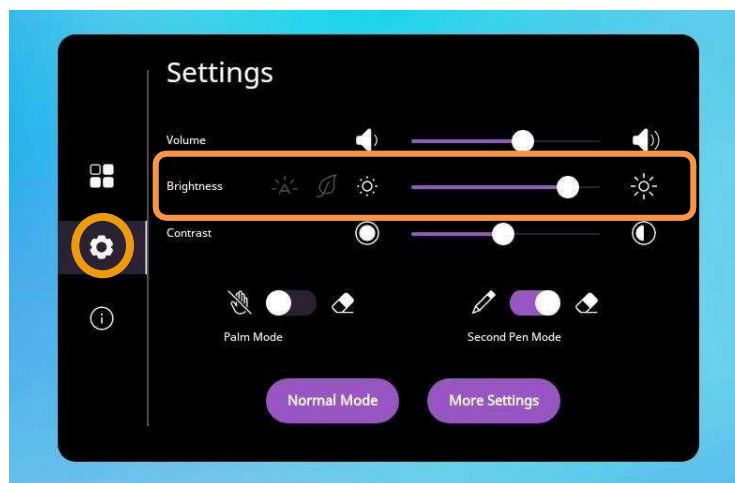 Settings
Volume
Brightness
Contrast
Palm Mode
Second Pen Mode
Normal Mode
More Settings